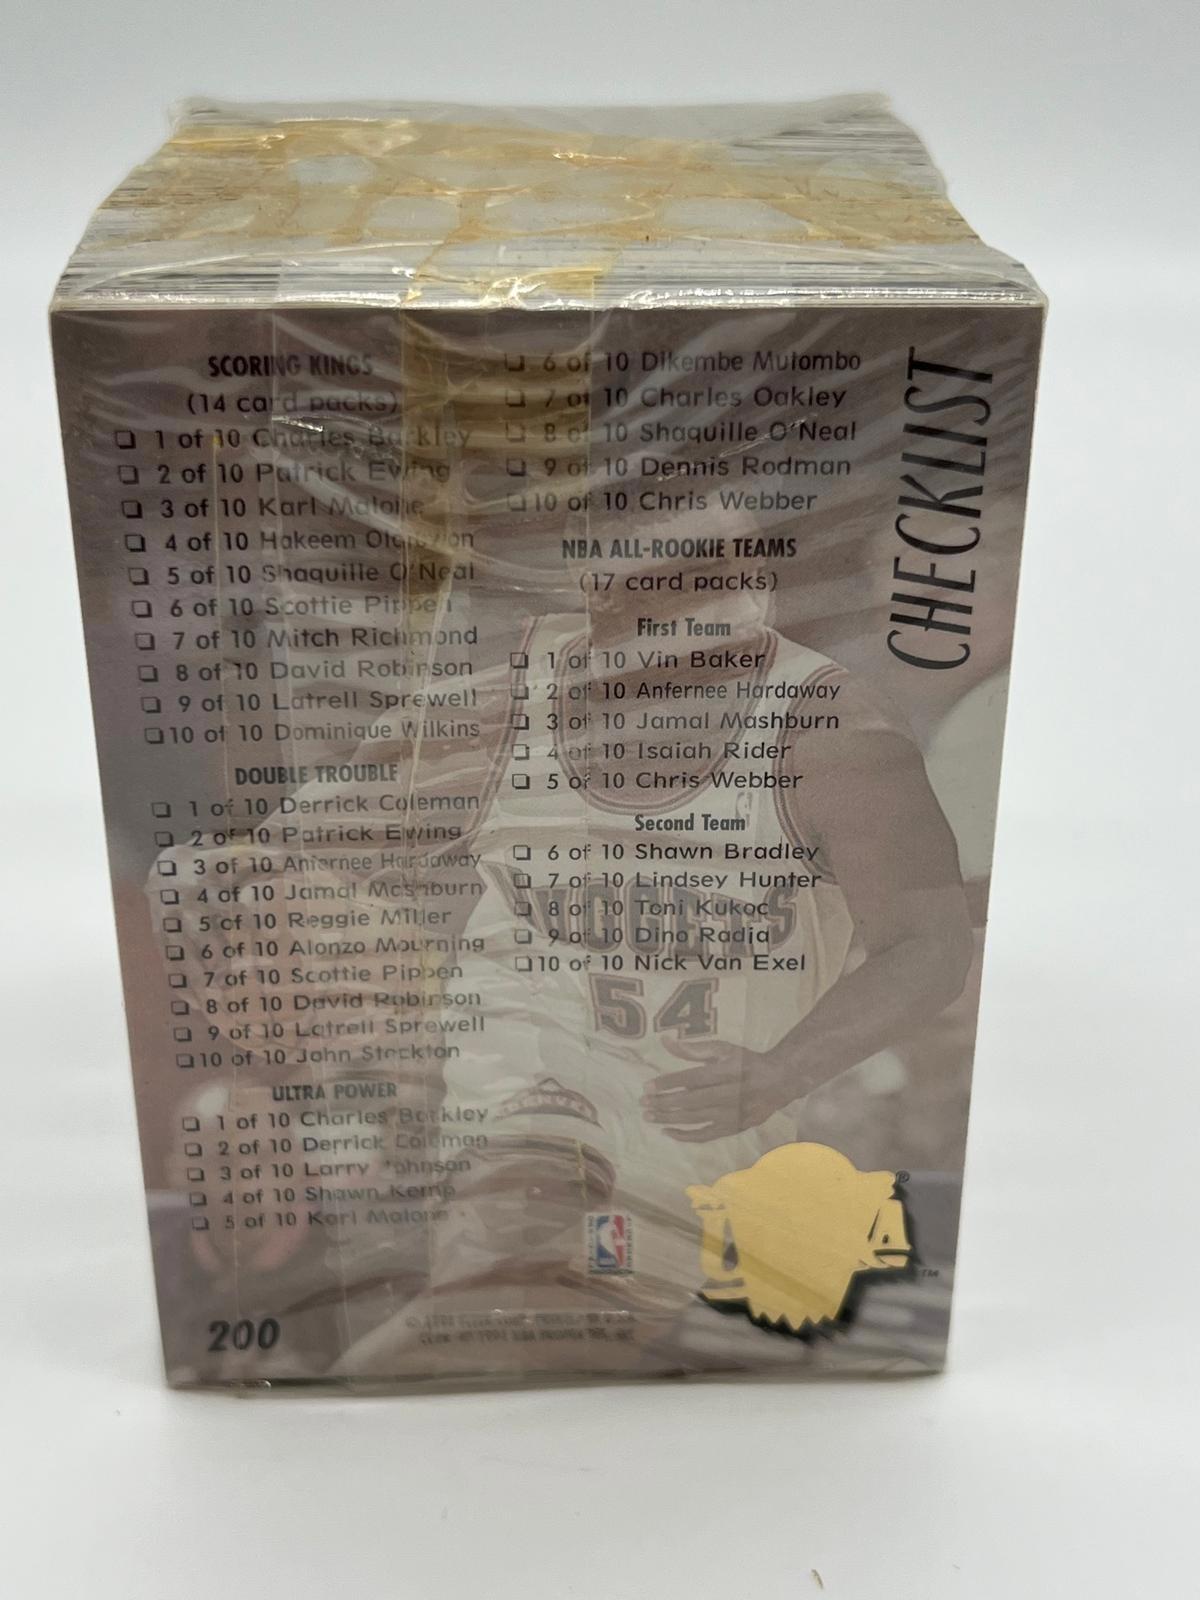 SCORING KINGS
(14 card packs)
1 of 10 Charles Barkley
2 of 10 Patrick Ewing
3 of 10 Karl Malone
4 of 10 Hakeem Olajuwon
5 of 10 Shaquille O'Neal
6 of 10 Scottie Pippen
7 of 10 Mitch Richmond
8 of 10 David Robinson
9 of 10 Latrell Sprewell
10 of 10 Dominique Wilkins
DOUBLE TROUBLE
1 of 10 Derrick Coleman
2 of 10 Patrick Ewing
3 of 10 Anfernee Hardaway
4 of 10 Jamal Mashburn
5 of 10 Reggie Miller
6 of 10 Alonzo Mourning
7 of 10 Scottie Pippen
8 of 10 David Robinson
9 of 10 Latrell Sprewell
10 of 10 John Stockton
ULTRA POWER
1 of 10 Charles Barkley
2 of 10 Derrick Coleman
3 of 10 Larry Johnson
4 of 10 Shawn Kemp
5 of 10 Karl Malone
6 of 10 Dikembe Mutombo
7 of 10 Charles Oakley
8 of 10 Shaquille O'Neal
9 of 10 Dennis Rodman
10 of 10 Chris Webber
NBA ALL-ROOKIE TEAMS
(17 card packs)
First Team
1 of 10 Vin Baker
2 of 10 Anfernee Hardaway
3 of 10 Jamal Mashburn
4 of 10 Isaiah Rider
5 of 10 Chris Webber
Second Team
6 of 10 Shawn Bradley
7 of 10 Lindsey Hunter
8 of 10 Toni Kukoc
9 of 10 Dino Radja
10 of 10 Nick Van Exel
CHECKLIST
NUGGETS
54
200
®
TM